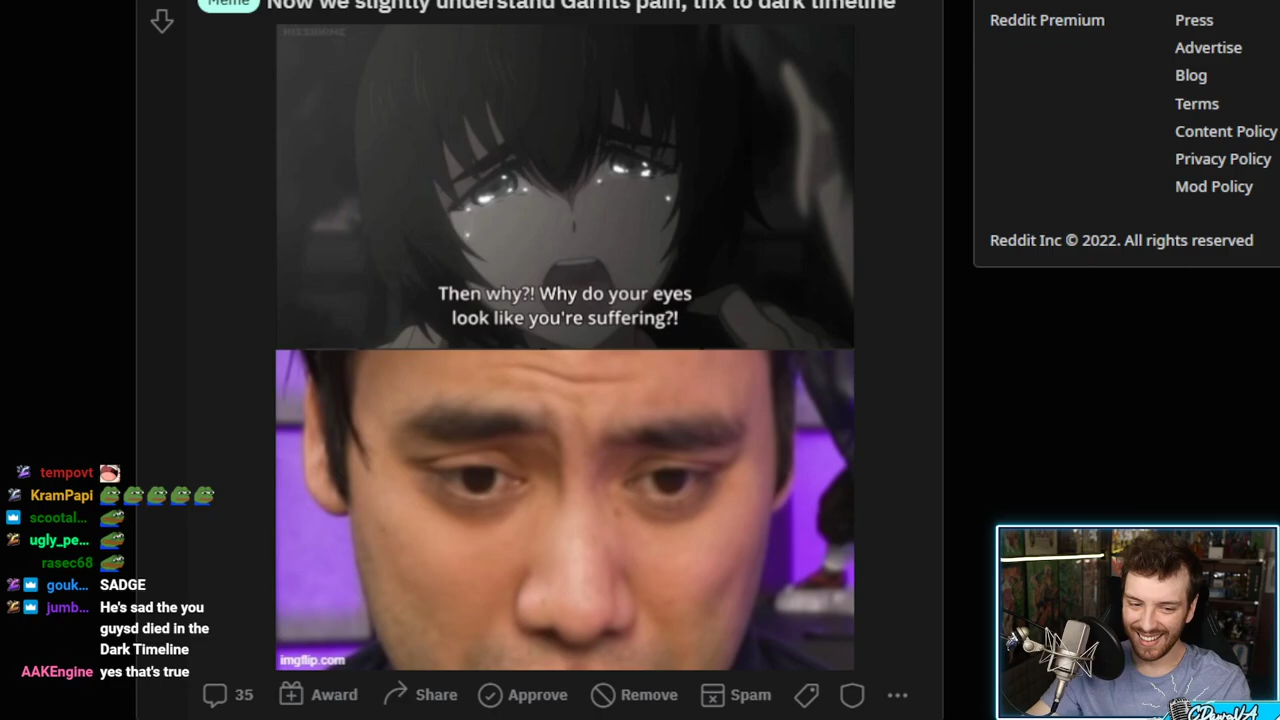 Meme Now we slightly understand Garnts pain, thx to dark timeline
Then why?! Why do your eyes
look like you're suffering?!
imgflip.com
35 Award Share Approve Remove Spam
Reddit Premium
Press
Advertise
Blog
Terms
Content Policy
Privacy Policy
Mod Policy
Reddit Inc © 2022. All rights reserved
tempovt
KramPapi
scootal...
ugly_pe...
rasec68
gouk... SADGE
jumb... He's sad the you
guysd died in the
Dark Timeline
AAKEngine yes that's true